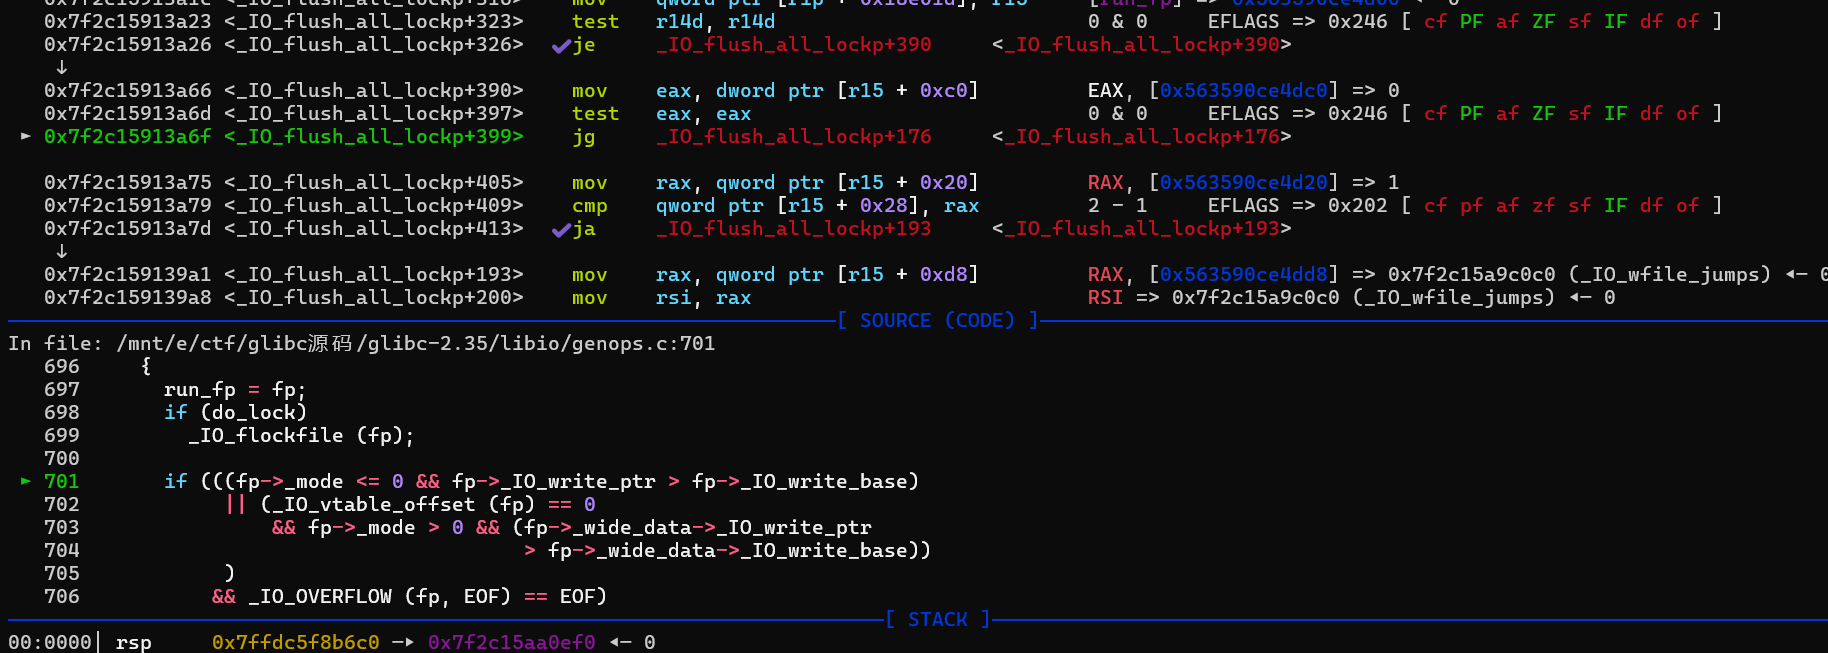 test r14d, r14d 0 & 0 EFLAGS => 0x246 [ cf PF af ZF sf IF df of ]
0x7f2c15913a23 <_IO_flush_all_lockp+323>
0x7f2c15913a26 <_IO_flush_all_lockp+326> ✔je _IO_flush_all_lockp+390 <_IO_flush_all_lockp+390>
↓
0x7f2c15913a66 <_IO_flush_all_lockp+390> mov eax, dword ptr [r15 + 0xc0] EAX, [0x563590ce4dc0] => 0
0x7f2c15913a6d <_IO_flush_all_lockp+397> test eax, eax 0 & 0 EFLAGS => 0x246 [ cf PF af ZF sf IF df of ]
► 0x7f2c15913a6f <_IO_flush_all_lockp+399> jg _IO_flush_all_lockp+176 <_IO_flush_all_lockp+176>
0x7f2c15913a75 <_IO_flush_all_lockp+405> mov rax, qword ptr [r15 + 0x20] RAX, [0x563590ce4d20] => 1
0x7f2c15913a79 <_IO_flush_all_lockp+409> cmp qword ptr [r15 + 0x28], rax 2 - 1 EFLAGS => 0x202 [ cf pf af zf sf IF df of ]
0x7f2c15913a7d <_IO_flush_all_lockp+413> ✔ja _IO_flush_all_lockp+193 <_IO_flush_all_lockp+193>
↓
0x7f2c159139a1 <_IO_flush_all_lockp+193> mov rax, qword ptr [r15 + 0xd8] RAX, [0x563590ce4dd8] => 0x7f2c15a9c0c0 (_IO_wfile_jumps) ◂— 0
0x7f2c159139a8 <_IO_flush_all_lockp+200> mov rsi, rax RSI => 0x7f2c15a9c0c0 (_IO_wfile_jumps) ◂— 0
[ SOURCE (CODE) ]
In file: /mnt/e/ctf/glibc源码/glibc-2.35/libio/genops.c:701
696 {
697 run_fp = fp;
698 if (do_lock)
699 _IO_flockfile (fp);
700
► 701 if (((fp->_mode <= 0 && fp->_IO_write_ptr > fp->_IO_write_base)
702 || (_IO_vtable_offset (fp) == 0
703 && fp->_mode > 0 && (fp->_wide_data->_IO_write_ptr
704 > fp->_wide_data->_IO_write_base))
705 )
706 && _IO_OVERFLOW (fp, EOF) == EOF)
[ STACK ]
00:0000│ rsp 0x7ffdc5f8b6c0 —▸ 0x7f2c15aa0ef0 ◂— 0